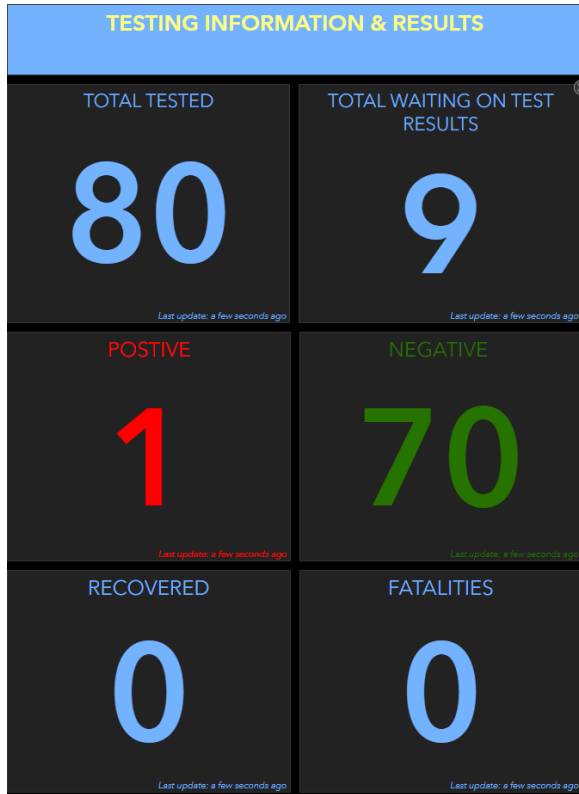 TESTING INFORMATION & RESULTS
TOTAL TESTED
80
Last update: a few seconds ago
TOTAL WAITING ON TEST
RESULTS
9
Last update: a few seconds ago
POSTIVE
1
Last update: a few seconds ago
NEGATIVE
70
Last update: a few seconds ago
RECOVERED
0
Last update: a few seconds ago
FATALITIES
0
Last update: a few seconds ago